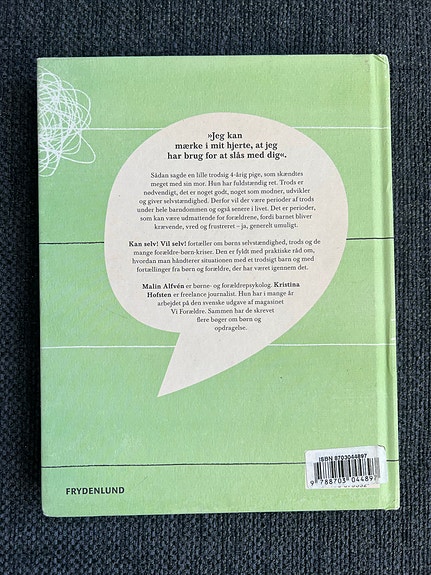 »Jeg kan
mærke i mit hjerte, at jeg
har brug for at slås med dig«.
Sådan sagde en lille trodsig 4-årig pige, som skændtes
meget med sin mor. Hun har fuldstændig ret. Trods er
nødvendigt, det er noget godt, noget som modner, udvikler
og giver selvstændighed. Derfor vil der være perioder af trods
under hele barndommen og også senere i livet. Det er perioder,
som kan være udmattende for forældrene, fordi barnet bliver
krævende, vred og frustreret – ja, generelt umuligt.
Kan selv! Vil selv! fortæller om børns selvstændighed, trods og de
mange forældre-børn-kriser. Den er fyldt med praktiske råd om,
hvordan man håndterer situationen med et trodsigt barn og med
fortællinger fra børn og forældre, der har været igennem det.
Malin Alfvén er børne- og forældrepsykolog. Kristina
Hofsten er freelance journalist. Hun har i mange år
arbejdet på den svenske udgave af magasinet
Vi Forældre. Sammen har de skrevet
flere bøger om børn og
opdragelse.
ISBN 8703044897
9 788703 04489
FRYDENLUND